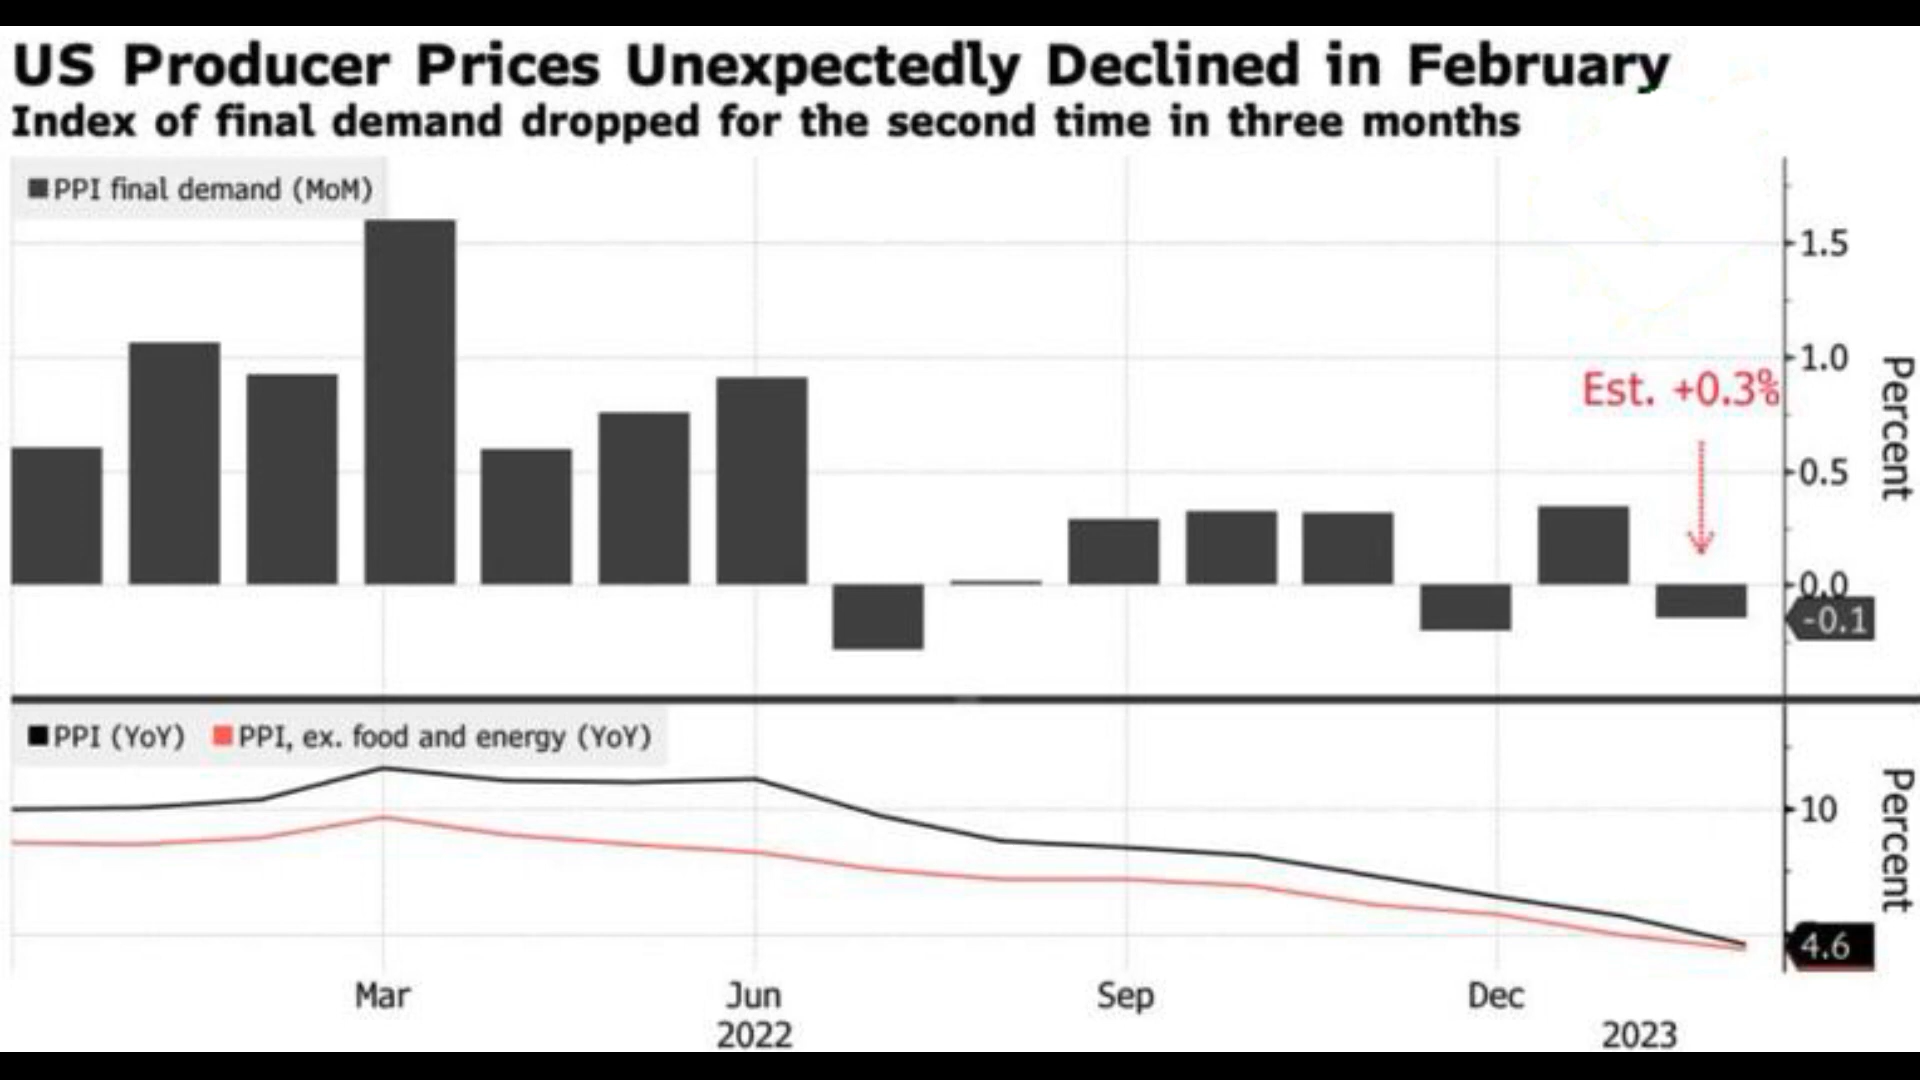 US Producer Prices Unexpectedly Declined in February
Index of final demand dropped for the second time in three months
PPI final demand (MoM)
1.5
1.0
Est. +0.3%
0.5
0.0
-0.1
Percent
PPI (YoY) PPI, ex. food and energy (YoY)
10
4.6
Percent
Mar Jun Sep Dec
2022 2023